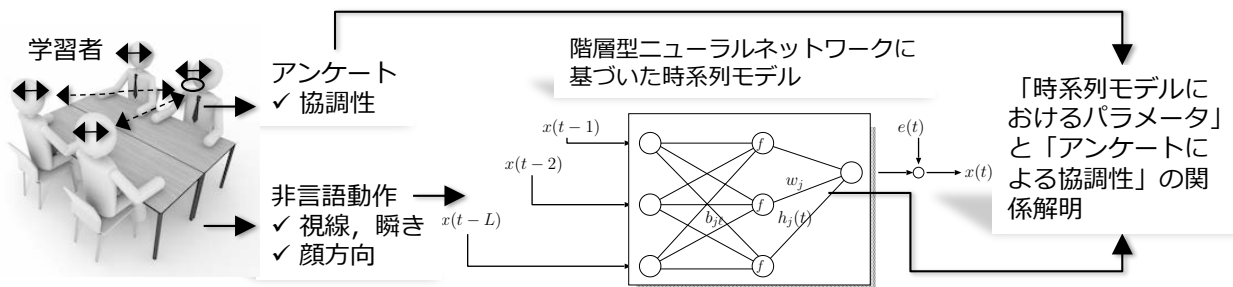 学習者
アンケート
✓ 協調性
非言語動作
✓ 視線，瞬き
✓ 顔方向
階層型ニューラルネットワークに
基づいた時系列モデル
x(t − 1)
x(t − 2)
x(t − L)
f
f
f
b_{jt}
w_j
h_j(t)
e(t)
x(t)
「時系列モデルに
おけるパラメータ」
と「アンケートに
よる協調性」の関
係解明